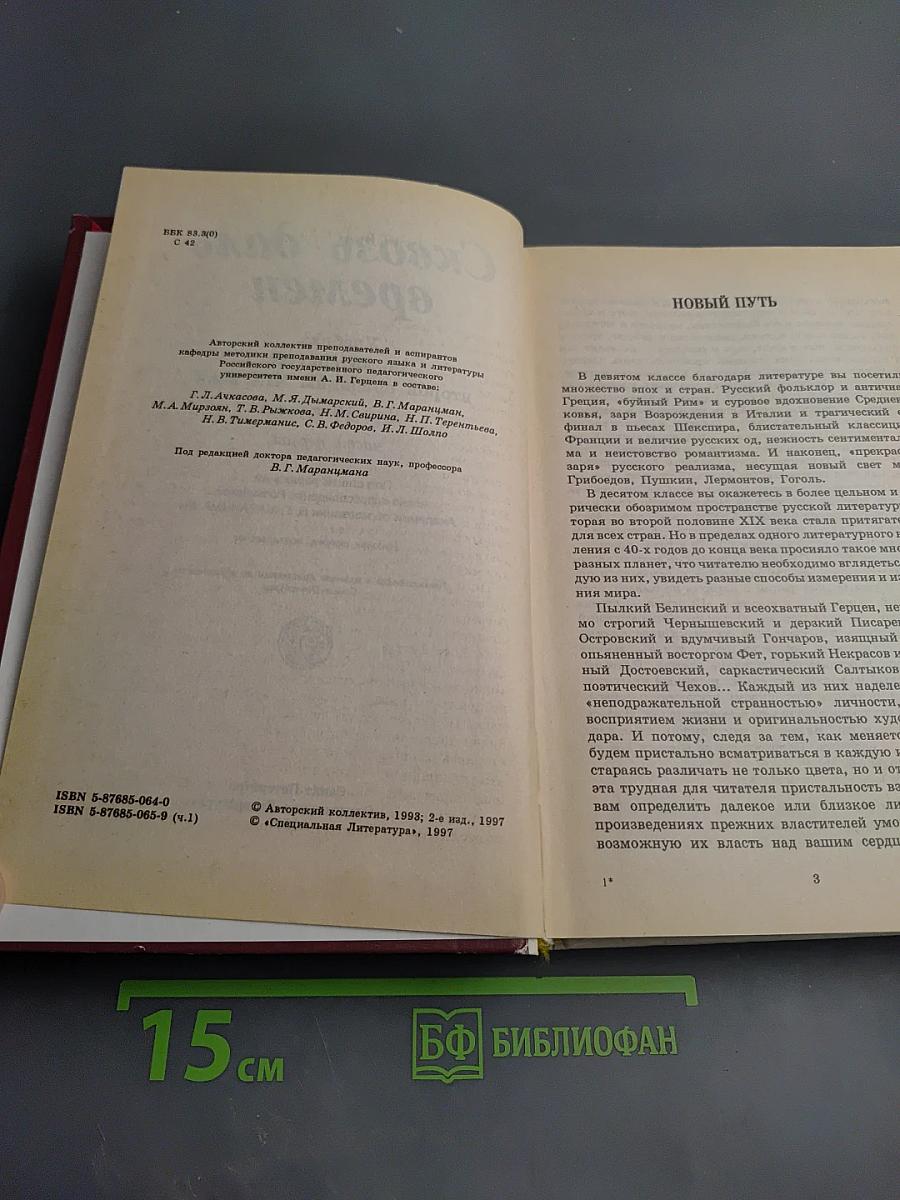 ББК 83.3(0)
С 42
Авторский коллектив преподавателей и аспирантов
кафедры методики преподавания русского языка и литературы
Российского государственного педагогического
университета имени А. И. Герцена в составе:
Г. Л. Ачкасова, М. Я. Дымарский, В. Г. Маранцман,
М. А. Мирзоян, Т. В. Рыжкова, Н. М. Свирина, Н. П. Терентьева,
Н. В. Тимерманис, С. В. Федоров, И. Л. Шолпо
Под редакцией доктора педагогических наук, профессора
В. Г. Маранцмана
ISBN 5-87685-064-0
ISBN 5-87685-065-9 (ч.1)
© Авторский коллектив, 1993; 2-е изд., 1997
© «Специальная Литература», 1997
НОВЫЙ ПУТЬ
В девятом классе благодаря литературе вы посетил
множество эпох и стран. Русский фольклор и антична
Греция, «буйный Рим» и суровое вдохновение Среднев
ковья, заря Возрождения в Италии и трагический
финал в пьесах Шекспира, блистательный классици
Франции и величие русских од, нежность сентимента
ма и неистовство романтизма. И наконец, «прекрас
заря» русского реализма, несущая новый свет м
Грибоедов, Пушкин, Лермонтов, Гоголь.
В десятом классе вы окажетесь в более цельном и
рически обозримом пространстве русской литератур
торая во второй половине XIX века стала притягате
для всех стран. Но в пределах одного литературного
ления с 40-х годов до конца века просияло такое мно
разных планет, что читателю необходимо вглядетьс
дую из них, увидеть разные способы измерения и из
ния мира.
Пылкий Белинский и всеохватный Герцен, не
мо строгий Чернышевский и дерзкий Писаре
Островский и вдумчивый Гончаров, изящный
опьяненный восторгом Фет, горький Некрасов и
ный Достоевский, саркастический Салтыков
поэтический Чехов... Каждый из них наделе
«неподражательной странностью» личности,
восприятием жизни и оригинальностью худо
дара. И потому, следя за тем, как меняетс
будем пристально всматриваться в каждую и
стараясь различать не только цвета, но и от
эта трудная для читателя пристальность вз
вам определить далекое или близкое ли
произведениях прежних властителей умо
возможную их власть над вашим сердц
1*
3
15 см
БФ БИБЛИОФАН